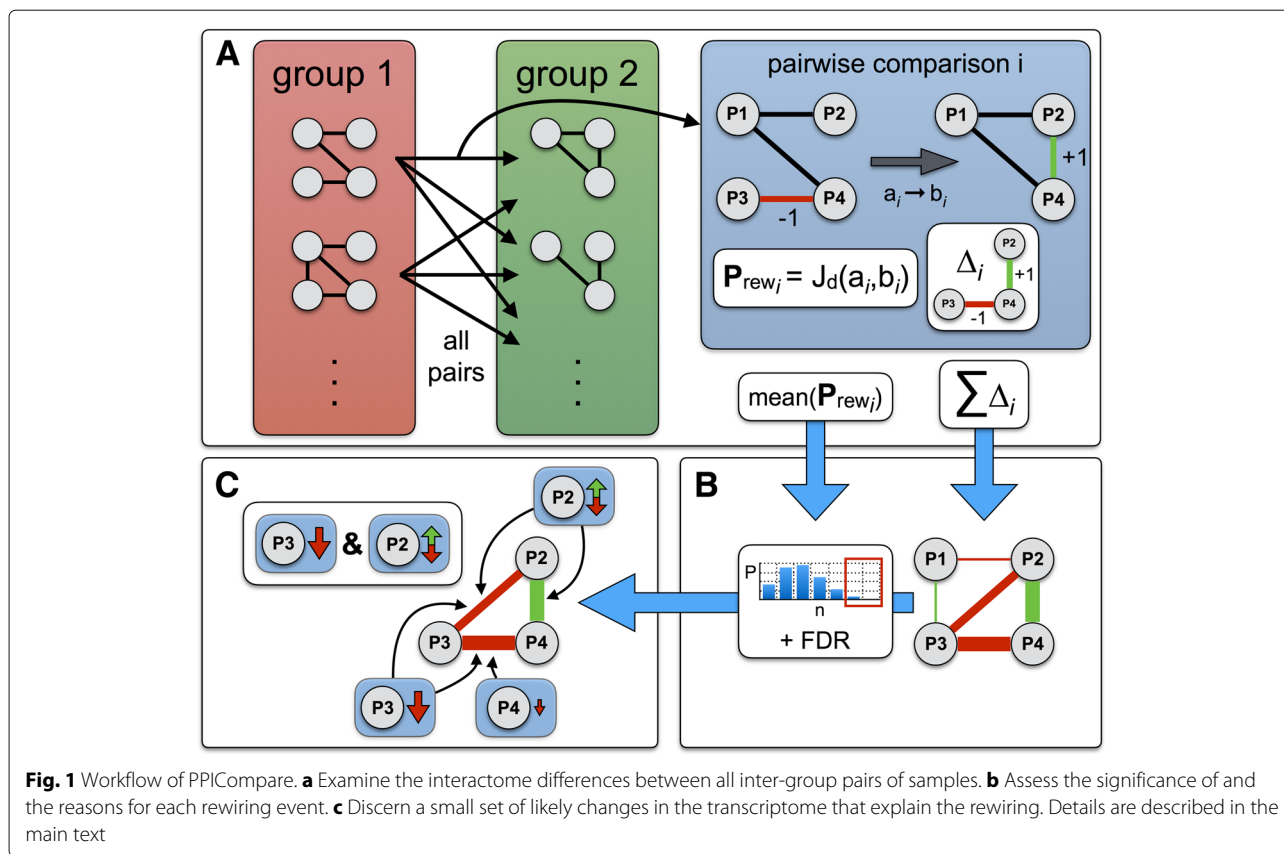 A
group 1
group 2
all
pairs
pairwise comparison i
P1
P2
P3
P4
-1
a_i → b_i
P1
P2
P4
+1
P_rew_i = J_d(a_i,b_i)
Δ_i
P2
+1
P3
P4
-1
mean(P_rew_i)
∑ Δ_i
C
P3 & P2
P2
P2
P3
P4
P3
P4
B
P
n
+ FDR
P1
P2
P3
P4
Fig. 1 Workflow of PPICompare. a Examine the interactome differences between all inter-group pairs of samples. b Assess the significance of and
the reasons for each rewiring event. c Discern a small set of likely changes in the transcriptome that explain the rewiring. Details are described in the
main text